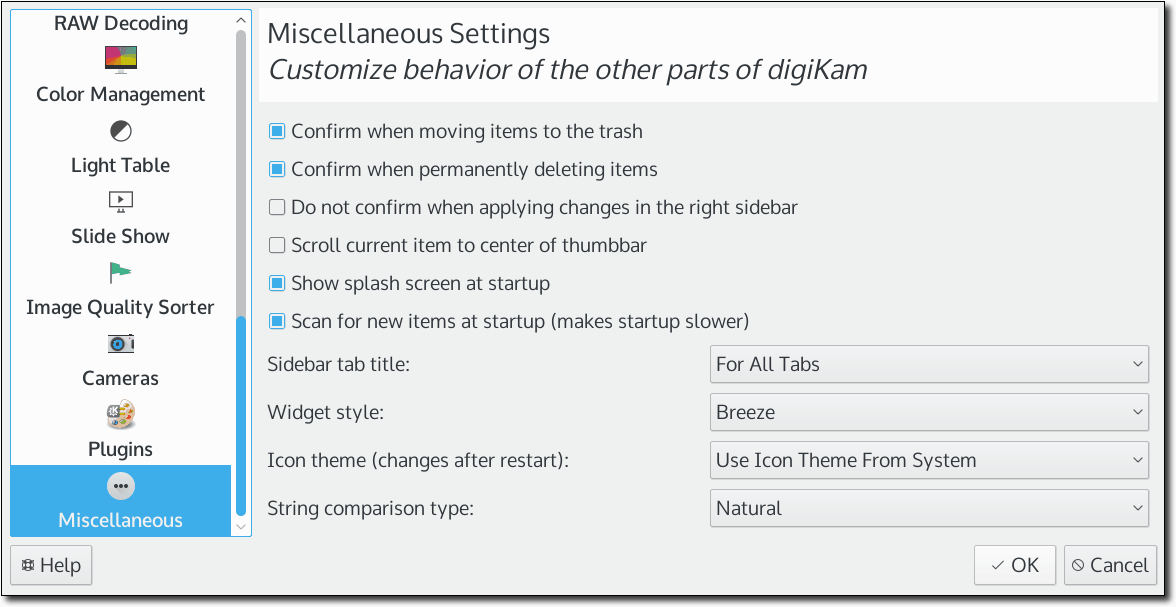 RAW Decoding
Color Management
Light Table
Slide Show
Image Quality Sorter
Cameras
Plugins
Miscellaneous
Miscellaneous Settings
Customize behavior of the other parts of digiKam
Confirm when moving items to the trash
Confirm when permanently deleting items
Do not confirm when applying changes in the right sidebar
Scroll current item to center of thumbbar
Show splash screen at startup
Scan for new items at startup (makes startup slower)
Sidebar tab title: For All Tabs
Widget style: Breeze
Icon theme (changes after restart): Use Icon Theme From System
String comparison type: Natural
Help
OK
Cancel